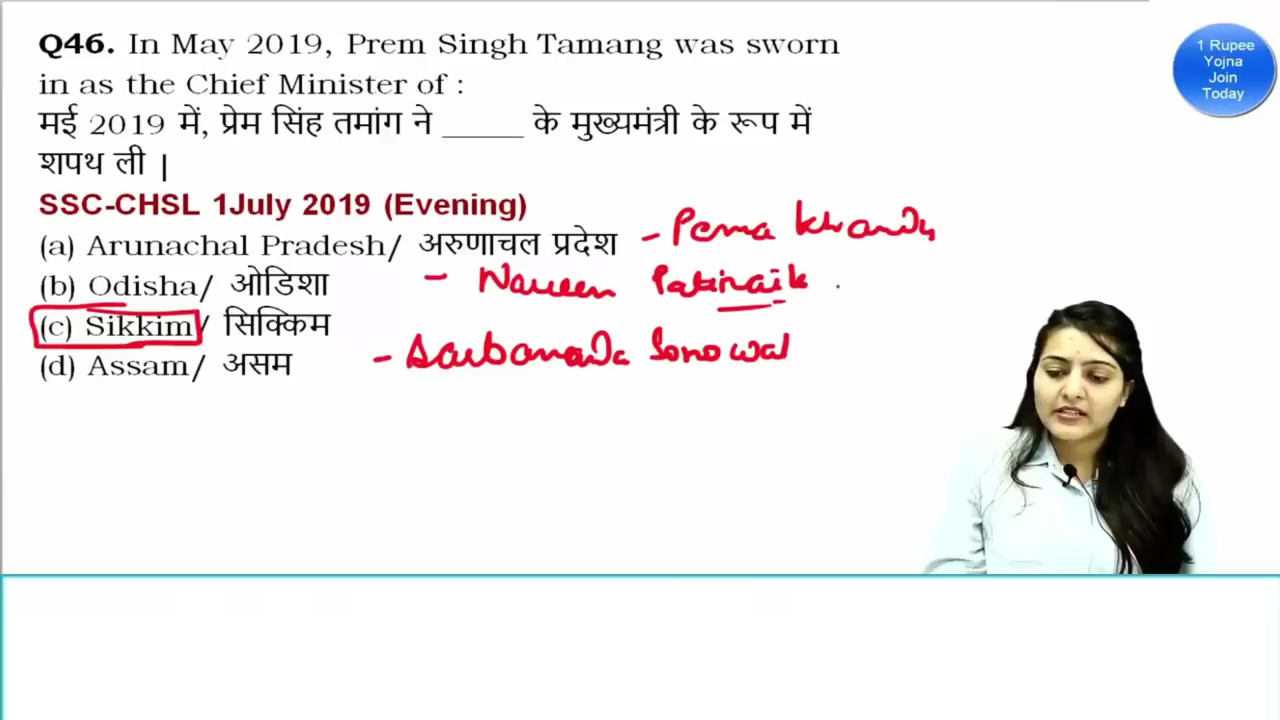 Q46. In May 2019, Prem Singh Tamang was sworn
in as the Chief Minister of :
मई 2019 में, प्रेम सिंह तमांग ने _____ के मुख्यमंत्री के रूप में
शपथ ली |
SSC-CHSL 1July 2019 (Evening)
(a) Arunachal Pradesh/ अरुणाचल प्रदेश - Pema Khandu
(b) Odisha/ ओडिशा - Naveen Patnaik
(c) Sikkim/ सिक्किम
(d) Assam/ असम - Sarbananda Sonowal
1 Rupee
Yojna
Join
Today